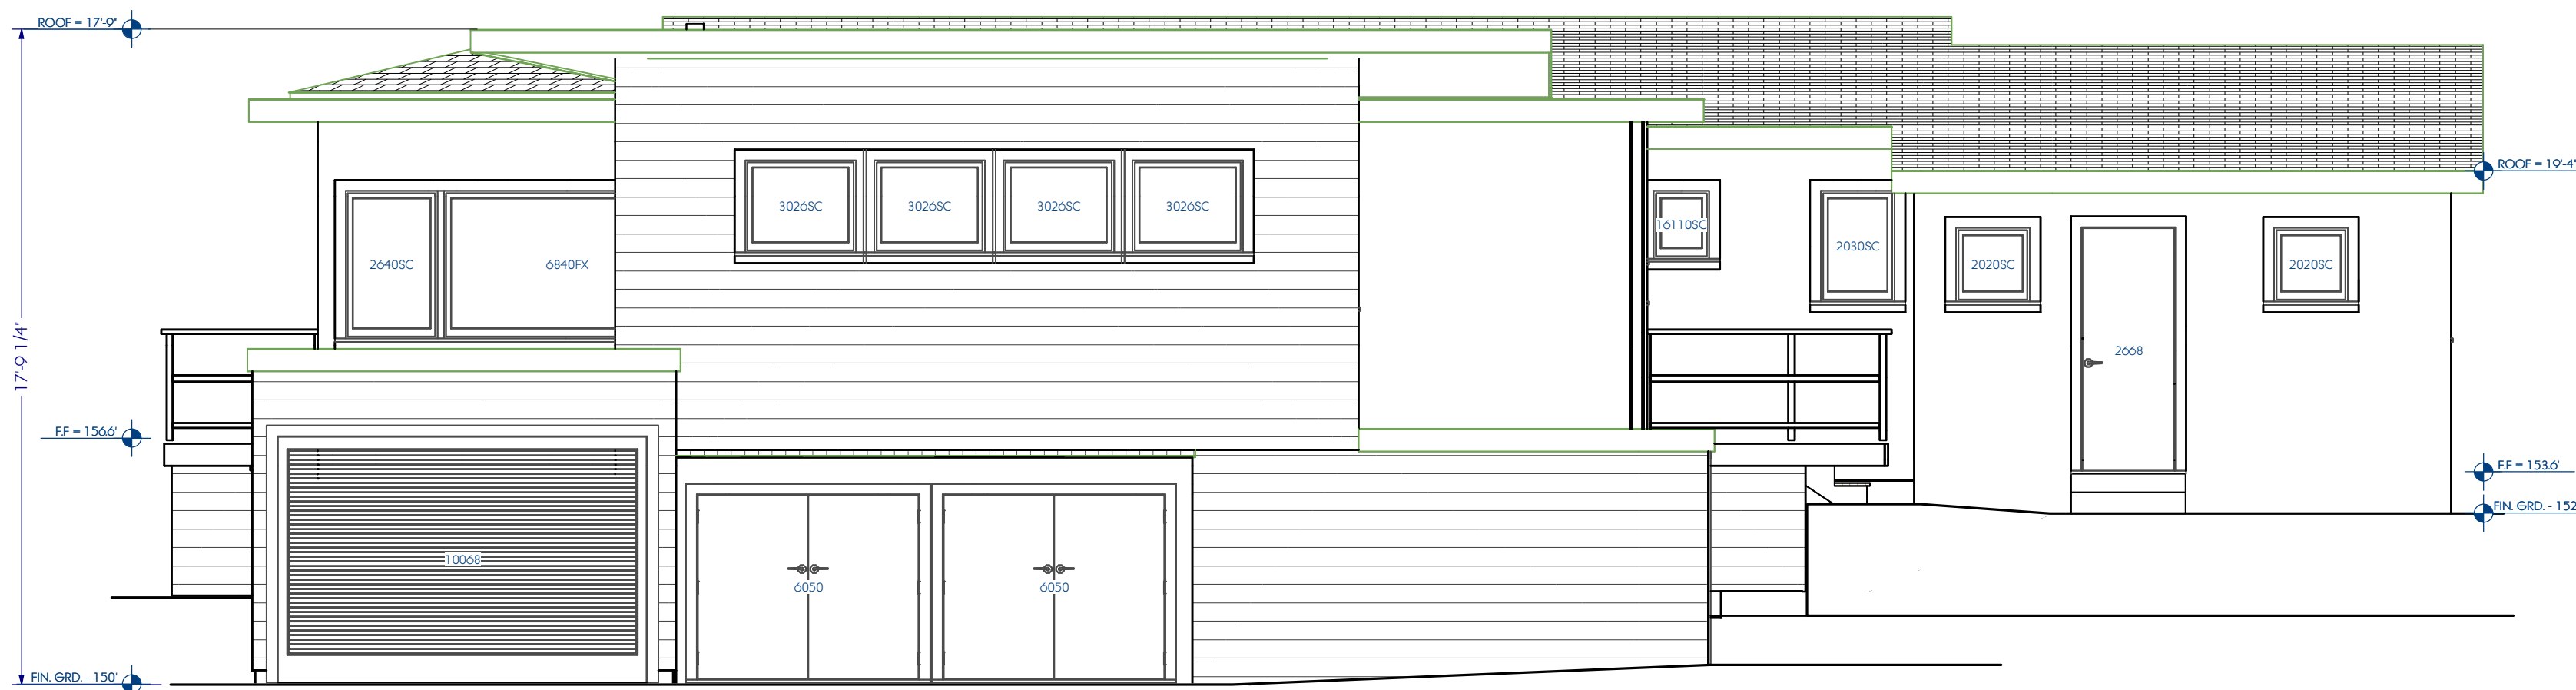 ROOF = 17'-9"
ROOF = 19'-4"
3026SC 3026SC 3026SC 3026SC
16110SC
2030SC
2640SC 6840FX
2020SC 2020SC
17'-9 1/4"
2668
F.F = 156.6'
F.F = 153.6'
FIN. GRD. - 152
10068
6050 6050
FIN. GRD. - 150'